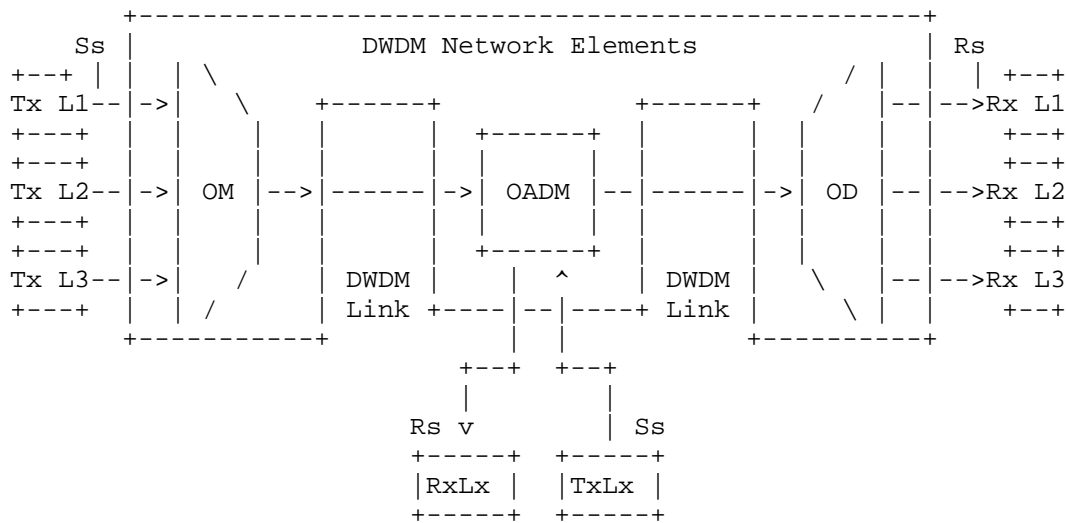 DWDM Network Elements
Ss Rs
Tx L1 Rx L1
Tx L2 OM OADM OD Rx L2
Tx L3 DWDM DWDM Rx L3
Link Link
Rs v Ss
RxLx TxLx